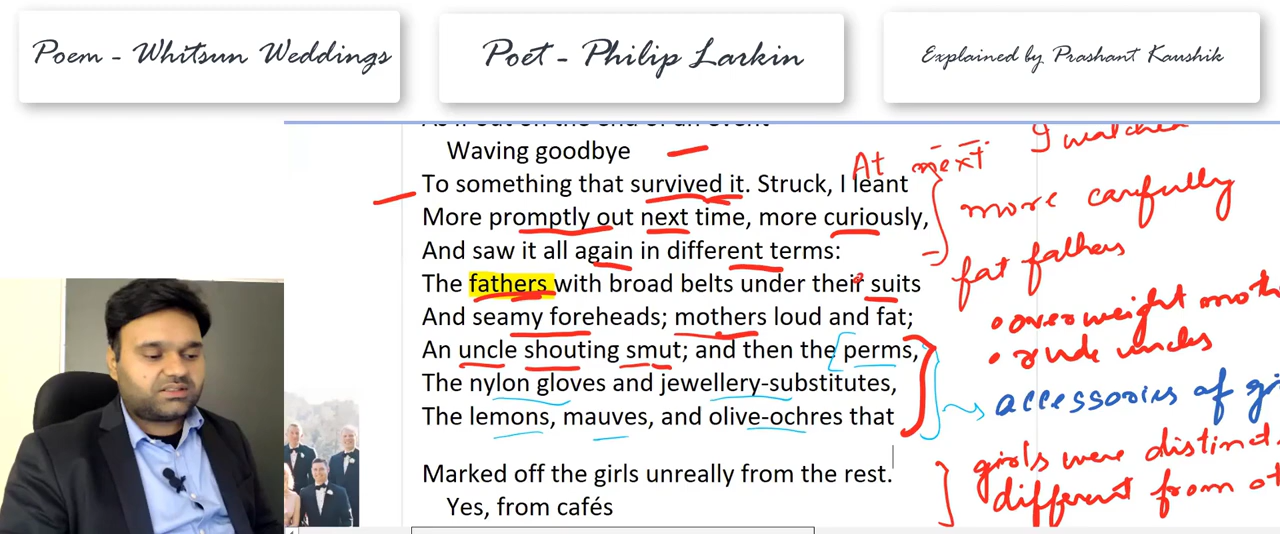 Poem - Whitsun Weddings
Poet - Philip Larkin
Explained by Prashant Kaushik
Waving goodbye
To something that survived it. Struck, I leant
More promptly out next time, more curiously,
And saw it all again in different terms:
The fathers with broad belts under their suits
And seamy foreheads; mothers loud and fat;
An uncle shouting smut; and then the perms,
The nylon gloves and jewellery-substitutes,
The lemons, mauves, and olive-ochres that
Marked off the girls unreally from the rest.
Yes, from cafés
I watched
At next
more carfully
fat fathers
• overweight moth
• rude uncles
accessories of gi
girls were distinct.
different from ot